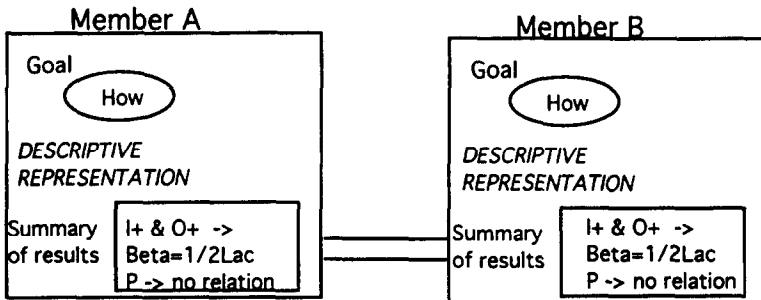 Member A
Goal
How
DESCRIPTIVE
REPRESENTATION
Summary
of results
I+ & O+ ->
Beta=1/2Lac
P -> no relation
Member B
Goal
How
DESCRIPTIVE
REPRESENTATION
Summary
of results
I+ & O+ ->
Beta=1/2Lac
P -> no relation